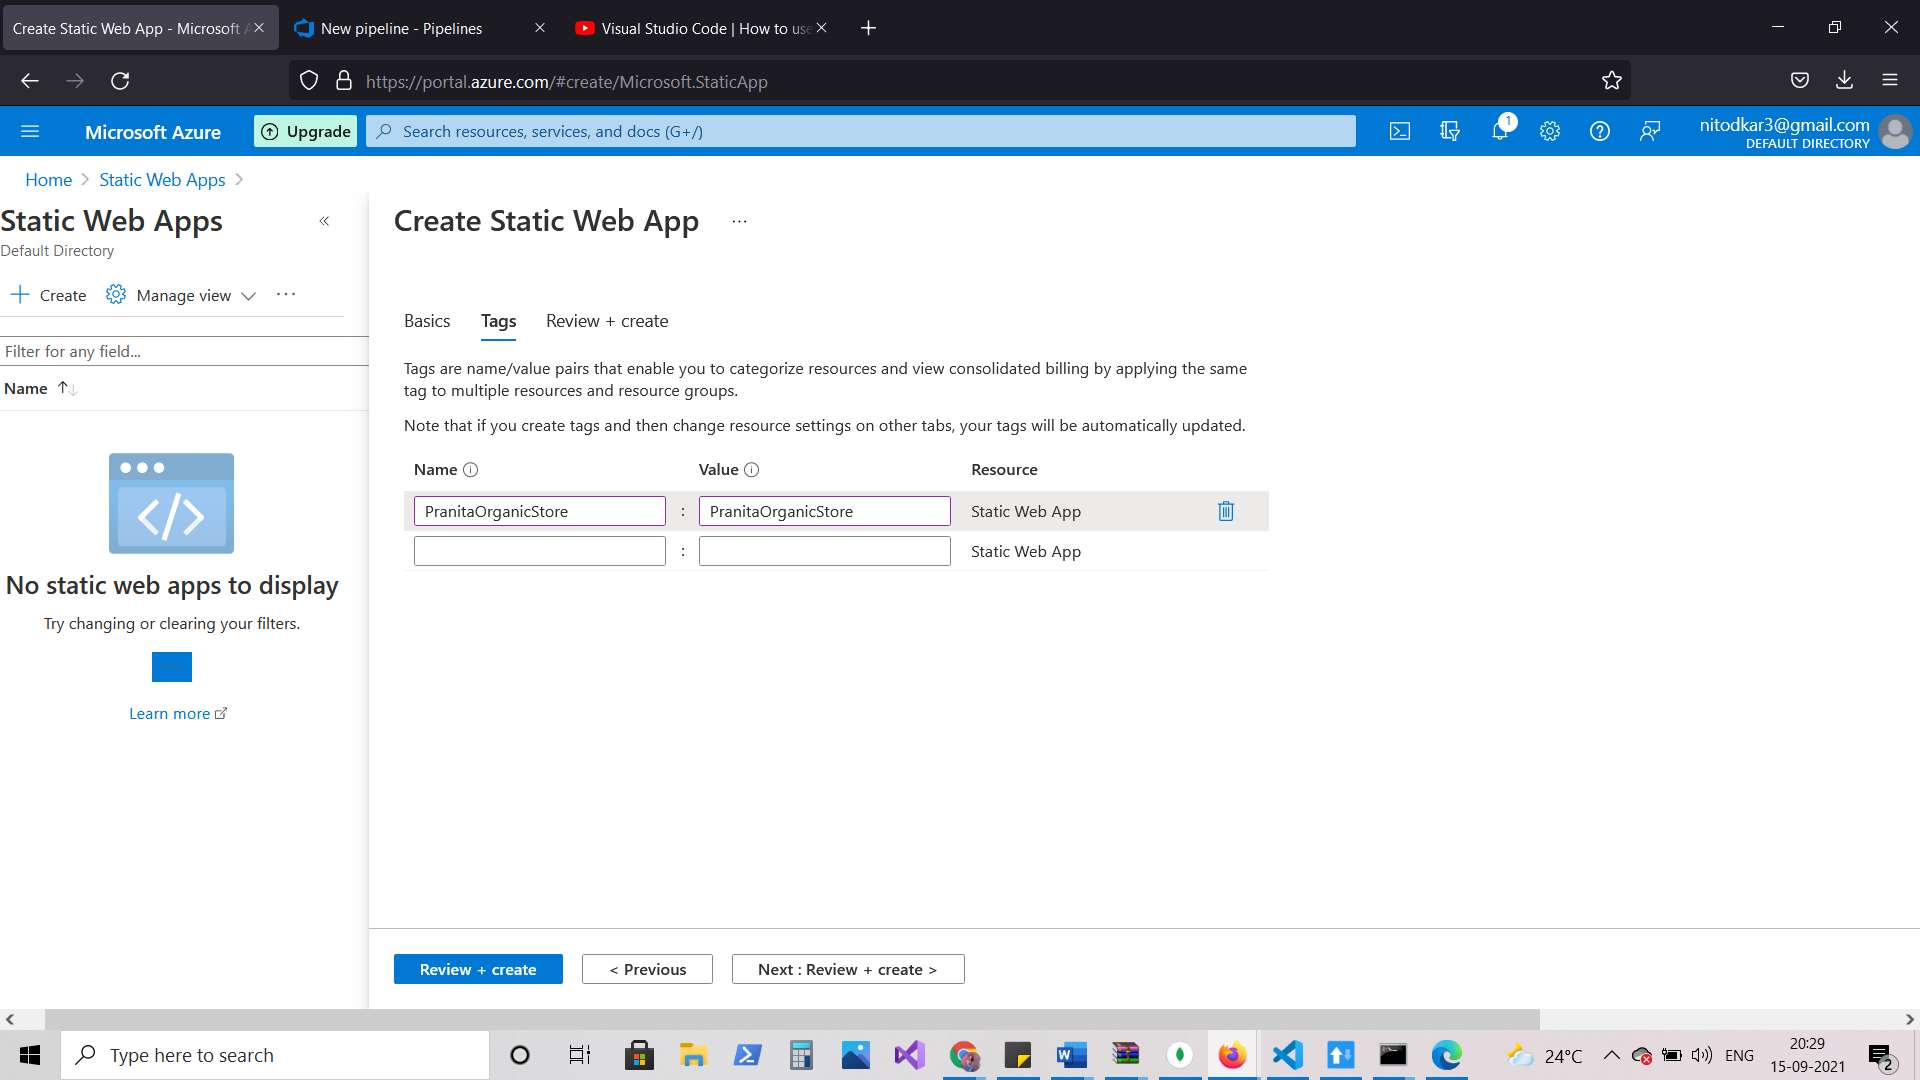 Create Static Web App - Microsoft A
New pipeline - Pipelines
Visual Studio Code | How to use
https://portal.azure.com/#create/Microsoft.StaticApp
Microsoft Azure
Upgrade
Search resources, services, and docs (G+/)
1
nitodkar3@gmail.com
DEFAULT DIRECTORY
Home > Static Web Apps >
Static Web Apps
«
Default Directory
Create
Manage view
...
Filter for any field...
Name
No static web apps to display
Try changing or clearing your filters.
Learn more
Create Static Web App
...
Basics
Tags
Review + create
Tags are name/value pairs that enable you to categorize resources and view consolidated billing by applying the same
tag to multiple resources and resource groups.
Note that if you create tags and then change resource settings on other tabs, your tags will be automatically updated.
Name
Value
Resource
PranitaOrganicStore : PranitaOrganicStore Static Web App
: Static Web App
Review + create
< Previous
Next : Review + create >
Type here to search
24°C
ENG
20:29
15-09-2021
2